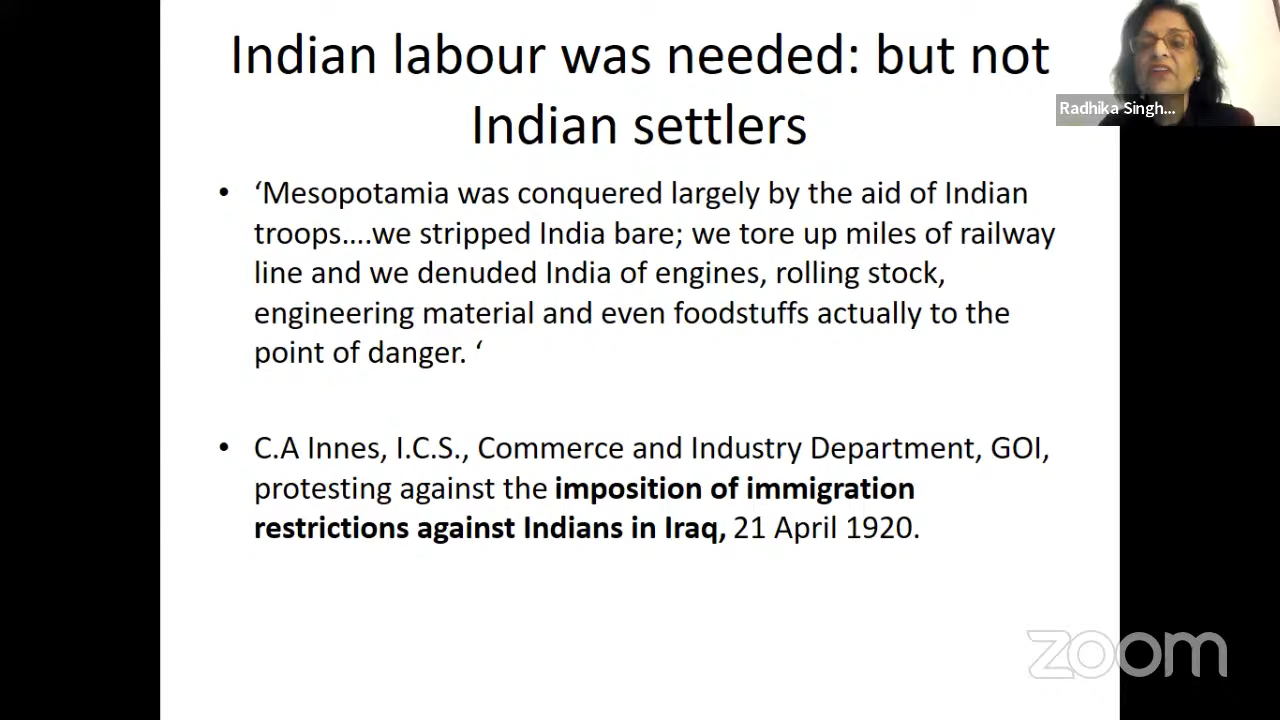 Indian labour was needed: but not
Indian settlers
Radhika Singh...
• ‘Mesopotamia was conquered largely by the aid of Indian
troops....we stripped India bare; we tore up miles of railway
line and we denuded India of engines, rolling stock,
engineering material and even foodstuffs actually to the
point of danger. ‘
• C.A Innes, I.C.S., Commerce and Industry Department, GOI,
protesting against the imposition of immigration
restrictions against Indians in Iraq, 21 April 1920.
zoom